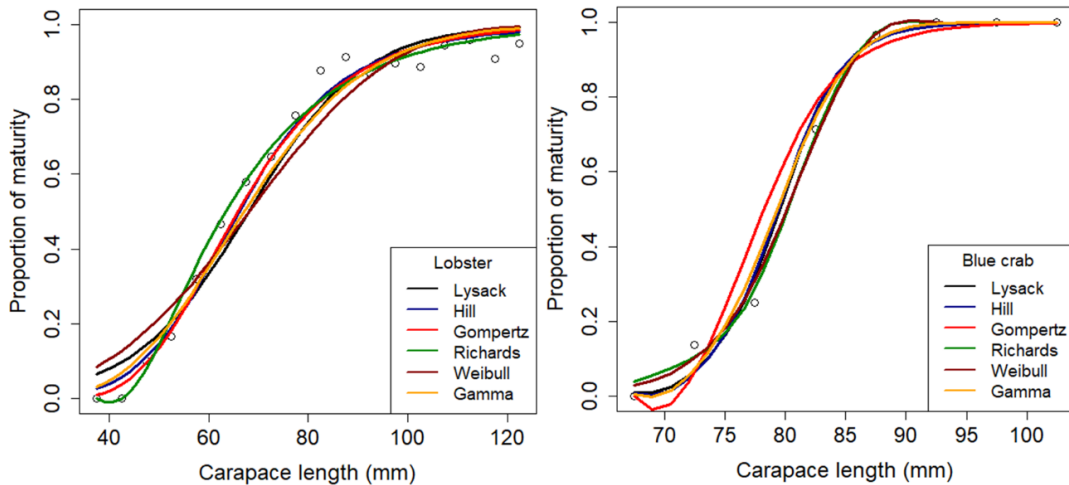 Proportion of maturity
1.0
0.8
0.6
0.4
0.2
0.0
Lobster
Lysack
Hill
Gompertz
Richards
Weibull
Gamma
40 60 80 100 120
Carapace length (mm)
Proportion of maturity
1.0
0.8
0.6
0.4
0.2
0.0
Blue crab
Lysack
Hill
Gompertz
Richards
Weibull
Gamma
70 75 80 85 90 95 100
Carapace length (mm)